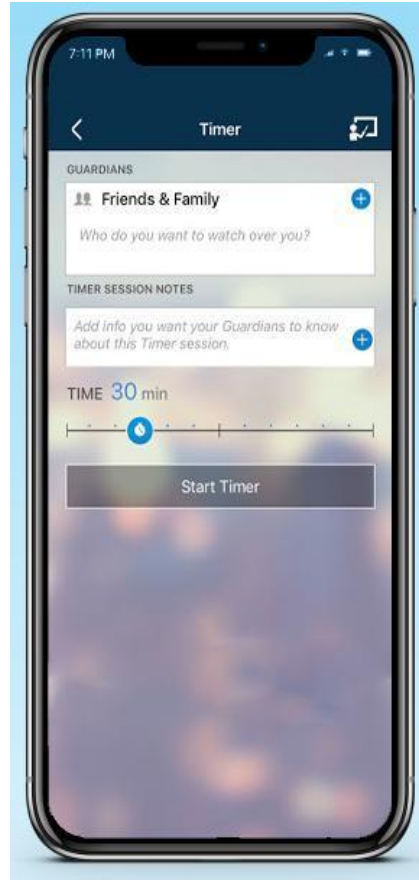 7:11 PM
Timer
GUARDIANS
Friends & Family
Who do you want to watch over you?
TIMER SESSION NOTES
Add info you want your Guardians to know
about this Timer session.
TIME 30 min
Start Timer